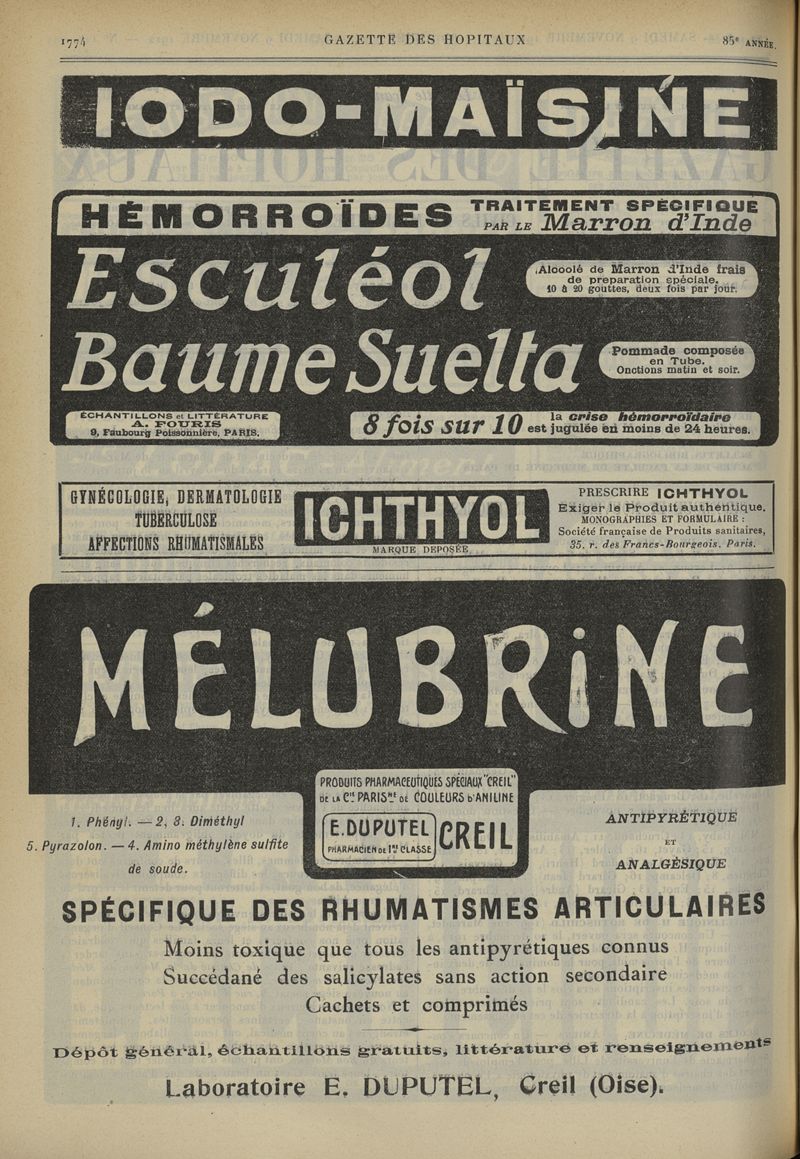 1774
GAZETTE DES HOPITAUX
85e ANNÉE.
IODO-MAÏSINE
HÉMORROÏDES
TRAITEMENT SPÉCIFIQUE
PAR LE Marron d'Inde
Esculéol
Alcoolé de Marron d'Inde frais
de preparation spéciale.
10 à 20 gouttes, deux fois par jour.
Baume Suelta
Pommade composée
en Tube.
Onctions matin et soir.
ÉCHANTILLONS et LITTÉRATURE
A. FOURIS
9, Faubourg Poissonnière, PARIS.
8 fois sur 10
la crise hémorroïdaire
est jugulée en moins de 24 heures.
GYNÉCOLOGIE, DERMATOLOGIE
TUBERCULOSE
AFFECTIONS RHUMATISMALES
ICHTHYOL
MARQUE DEPOSÉE
PRESCRIRE ICHTHYOL
Exiger le Produit authentique.
MONOGRAPHIES ET FORMULAIRE :
Société française de Produits sanitaires,
35, r. des Francs-Bourgeois, Paris.
MÉLUBRINE
PRODUITS PHARMACEUTIQUES SPÉCIAUX "CREIL"
DE LA Cie PARISNE DE COULEURS D'ANILINE
E. DUPUTEL
PHARMACIEN DE 1RE CLASSE
CREIL
1. Phényl. — 2, 3. Diméthyl
5. Pyrazolon. — 4. Amino méthylène sulfite
de soude.
ANTIPYRÉTIQUE
ET
ANALGÉSIQUE
SPÉCIFIQUE DES RHUMATISMES ARTICULAIRES
Moins toxique que tous les antipyrétiques connus
Succédané des salicylates sans action secondaire
Cachets et comprimés
Dépôt général, échantillons gratuits, littérature et renseignements
Laboratoire E. DUPUTEL, Creil (Oise).